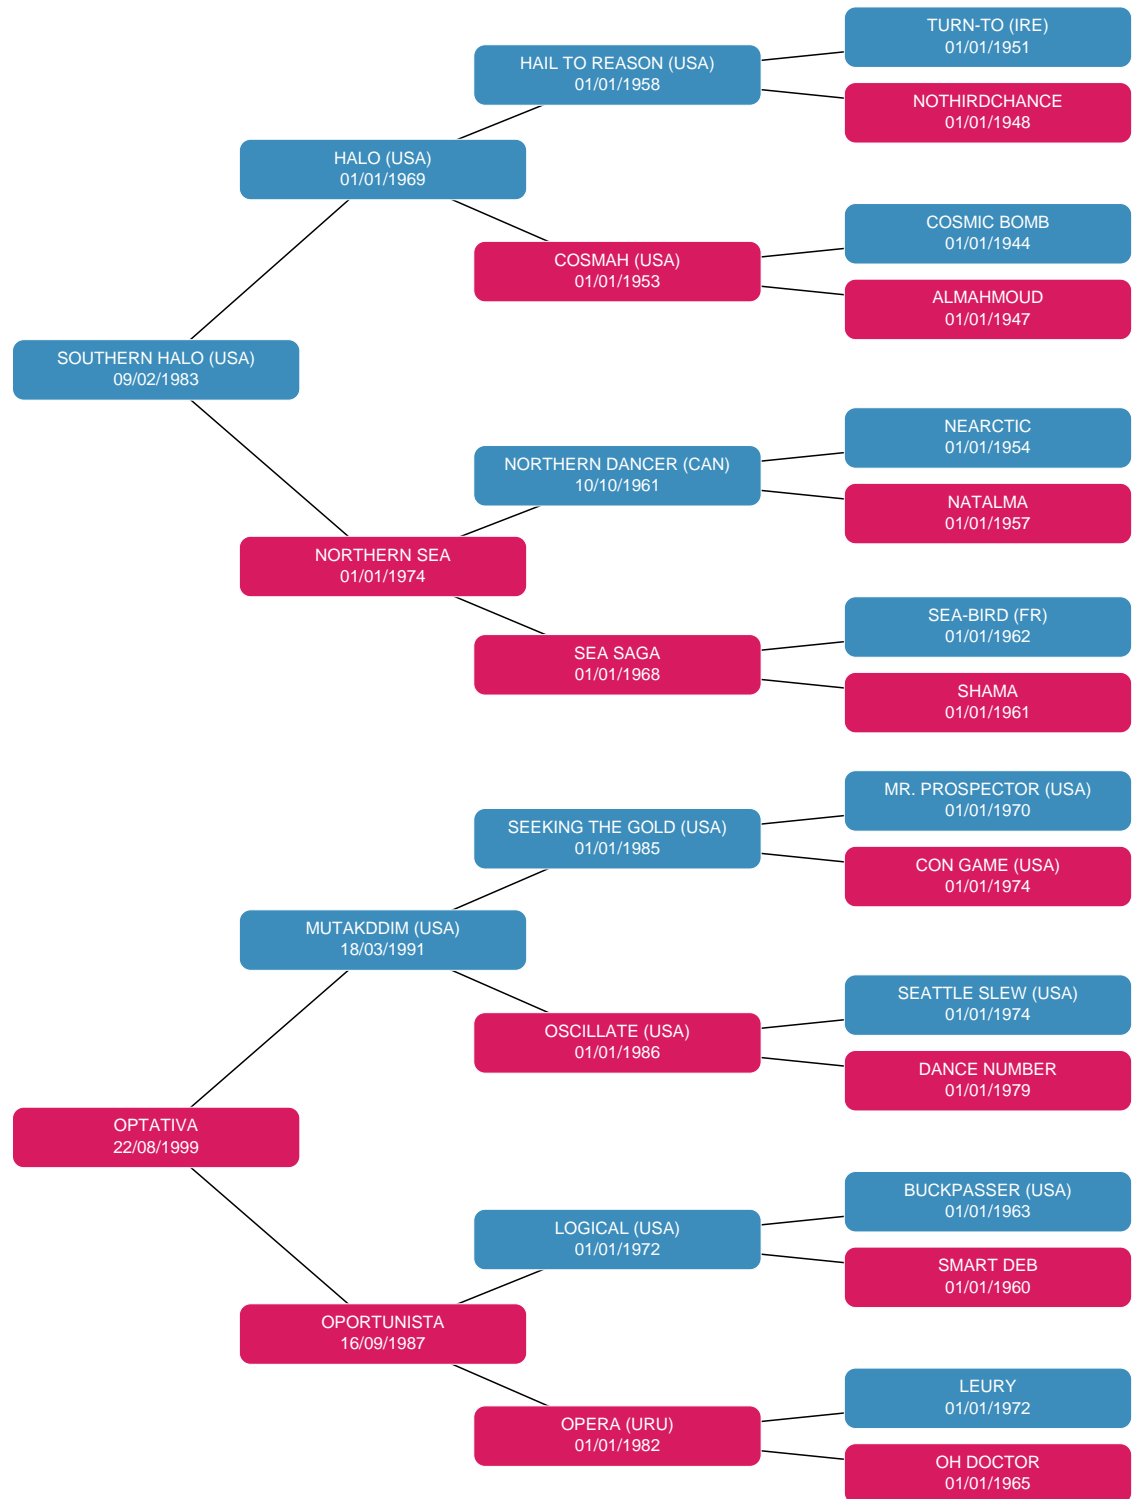 TURN-TO (IRE)
01/01/1951
HAIL TO REASON (USA)
01/01/1958
NOTHIRDCHANCE
01/01/1948
HALO (USA)
01/01/1969
COSMIC BOMB
01/01/1944
COSMAH (USA)
01/01/1953
ALMAHMOUD
01/01/1947
SOUTHERN HALO (USA)
09/02/1983
NEARCTIC
01/01/1954
NORTHERN DANCER (CAN)
10/10/1961
NATALMA
01/01/1957
NORTHERN SEA
01/01/1974
SEA-BIRD (FR)
01/01/1962
SEA SAGA
01/01/1968
SHAMA
01/01/1961
MR. PROSPECTOR (USA)
01/01/1970
SEEKING THE GOLD (USA)
01/01/1985
CON GAME (USA)
01/01/1974
MUTAKDDIM (USA)
18/03/1991
SEATTLE SLEW (USA)
01/01/1974
OSCILLATE (USA)
01/01/1986
DANCE NUMBER
01/01/1979
OPTATIVA
22/08/1999
BUCKPASSER (USA)
01/01/1963
LOGICAL (USA)
01/01/1972
SMART DEB
01/01/1960
OPORTUNISTA
16/09/1987
LEURY
01/01/1972
OPERA (URU)
01/01/1982
OH DOCTOR
01/01/1965